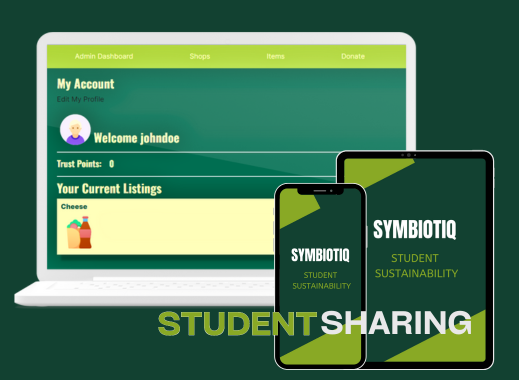 Admin Dashboard Shops Items Donate
My Account
Edit My Profile
Welcome johndoe
Trust Points: 0
Your Current Listings
Cheese
SYMBIOTIQ
STUDENT
SUSTAINABILITY
SYMBIOTIQ
STUDENT
SUSTAINABILITY
STUDENT SHARING